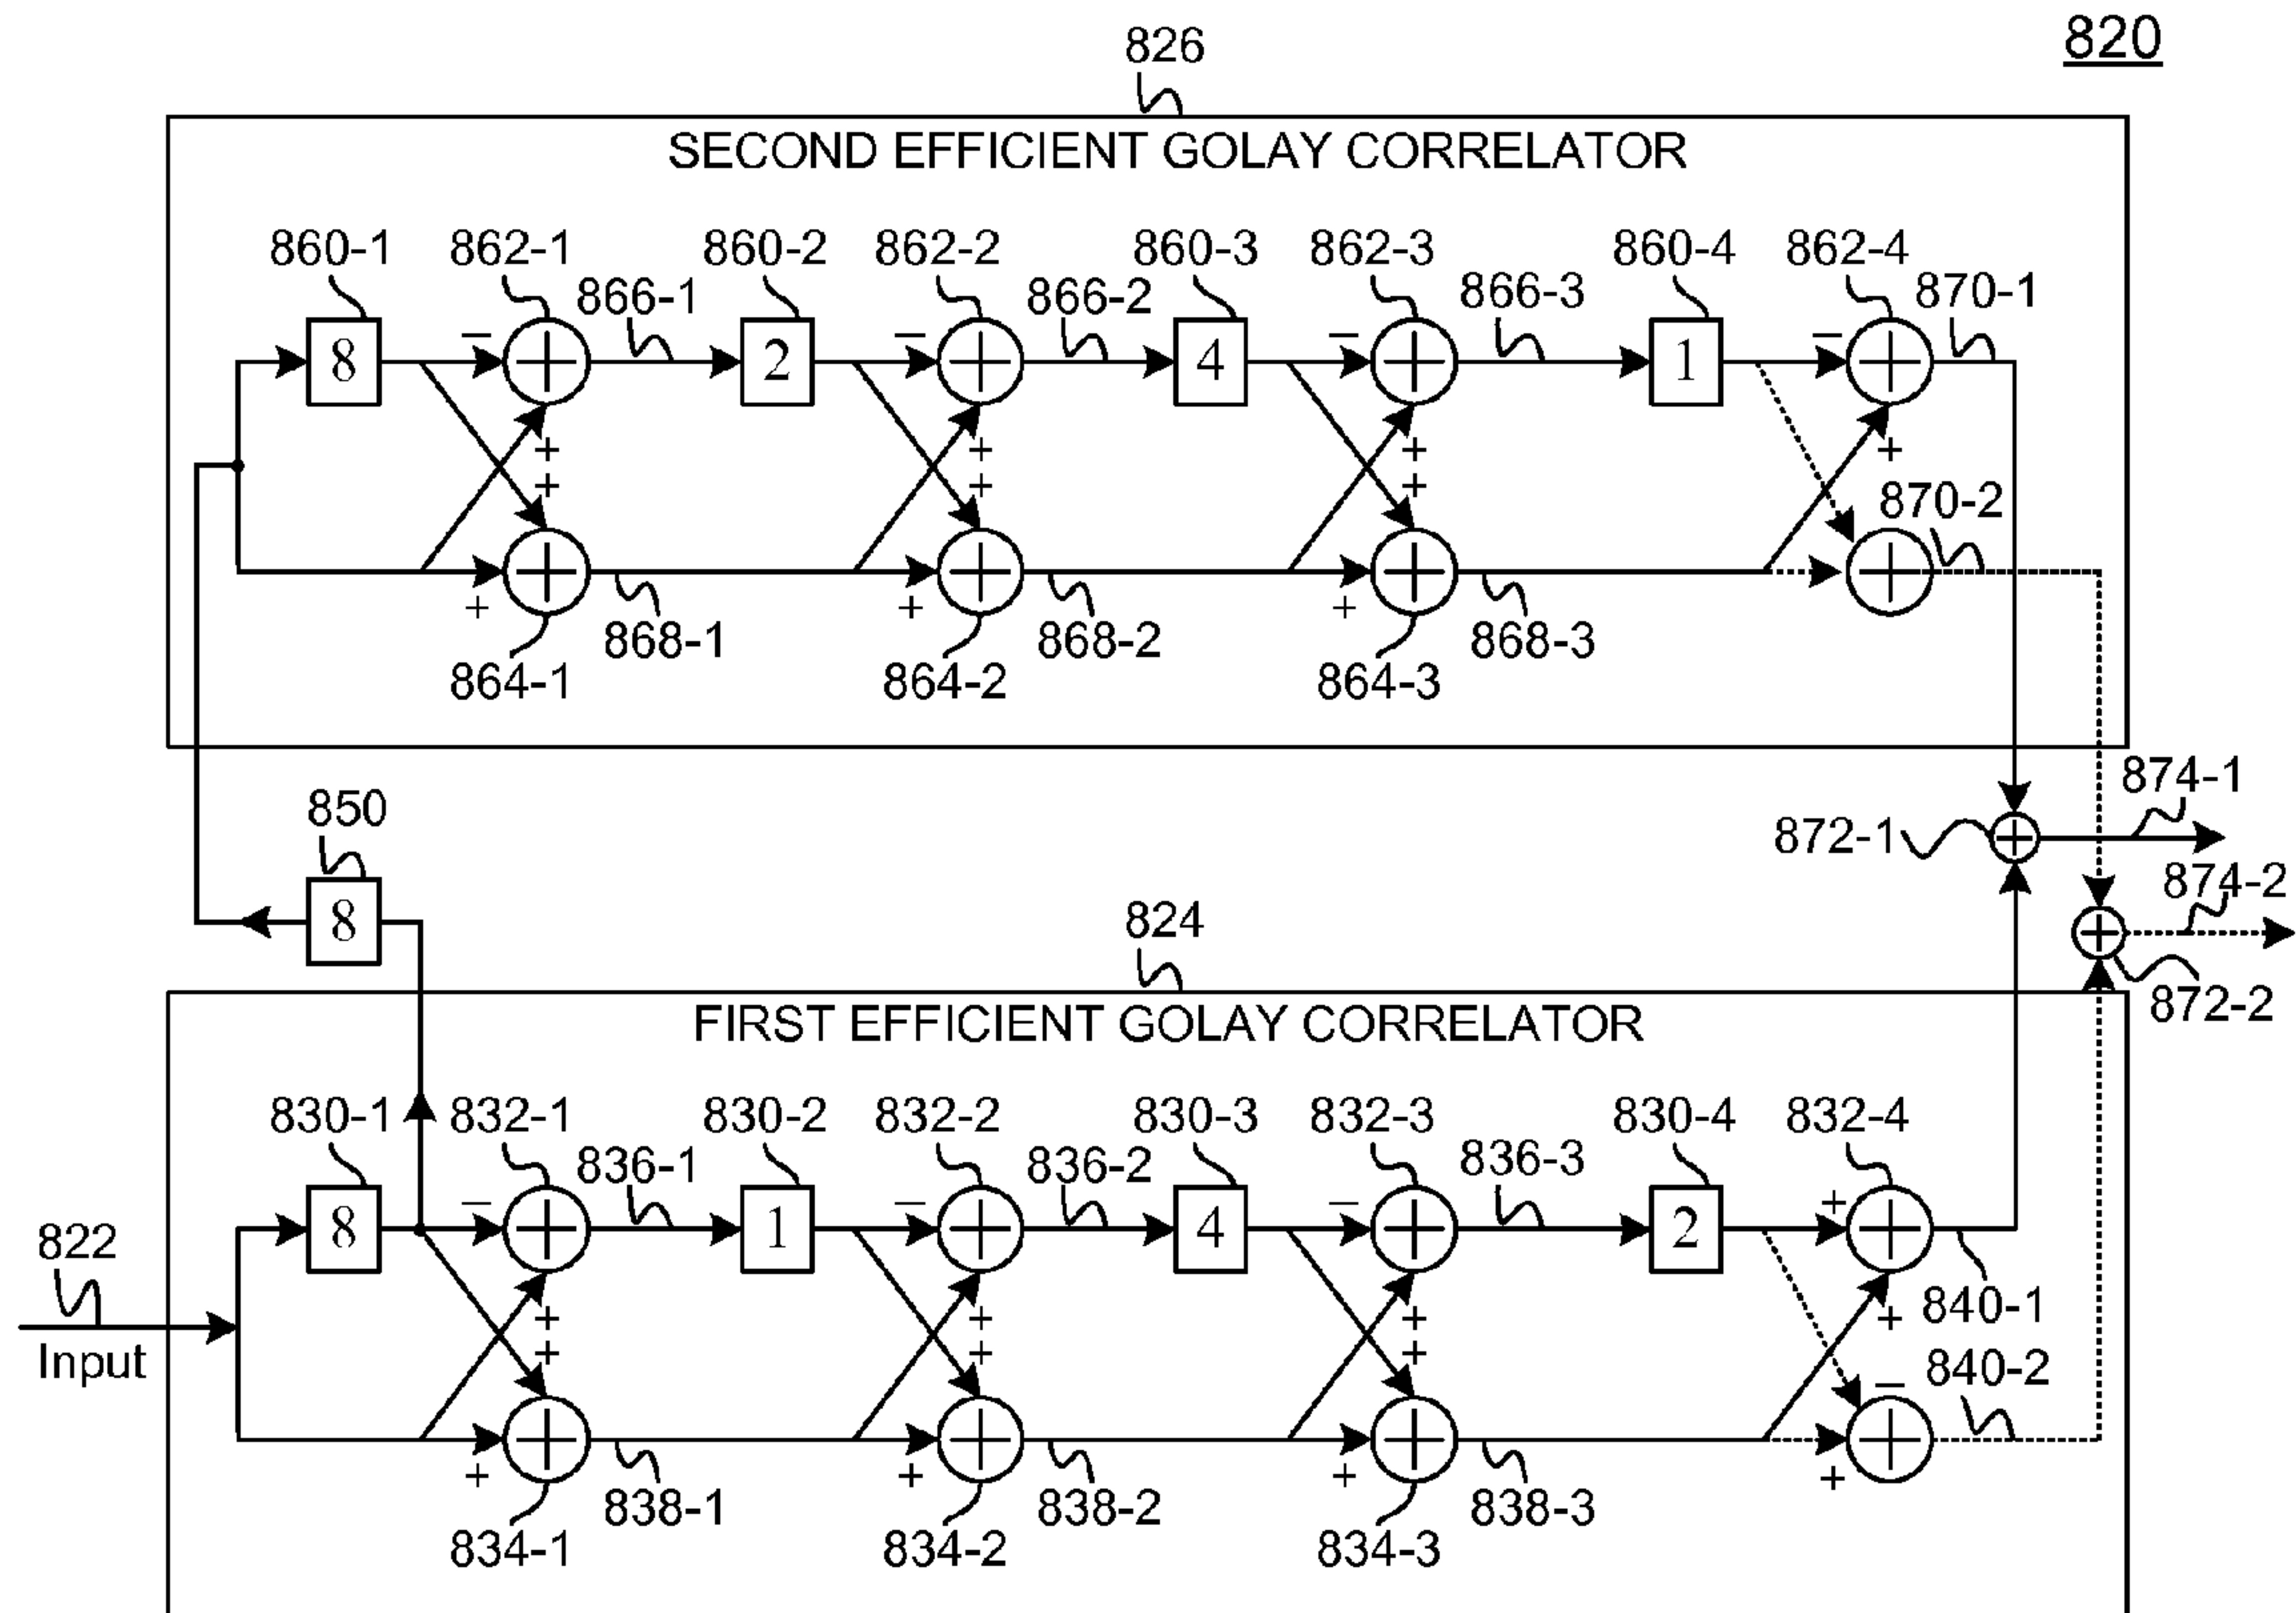 820
826
SECOND EFFICIENT GOLAY CORRELATOR
860-1 862-1 860-2 862-2 860-3 862-3 860-4 862-4
866-1 866-2 866-3 870-1
− − − −
8 2 4 1
+ + + +
+ + +
870-2
+ + +
868-1 868-2 868-3
864-1 864-2 864-3
874-1
850
872-1
874-2
8
824
872-2
FIRST EFFICIENT GOLAY CORRELATOR
830-1 832-1 830-2 832-2 830-3 832-3 830-4 832-4
836-1 836-2 836-3
− − − +
8 1 4 2
822
840-1
+ + + +
Input
+ + +
840-2
−
+ + + +
838-1 838-2 838-3
834-1 834-2 834-3